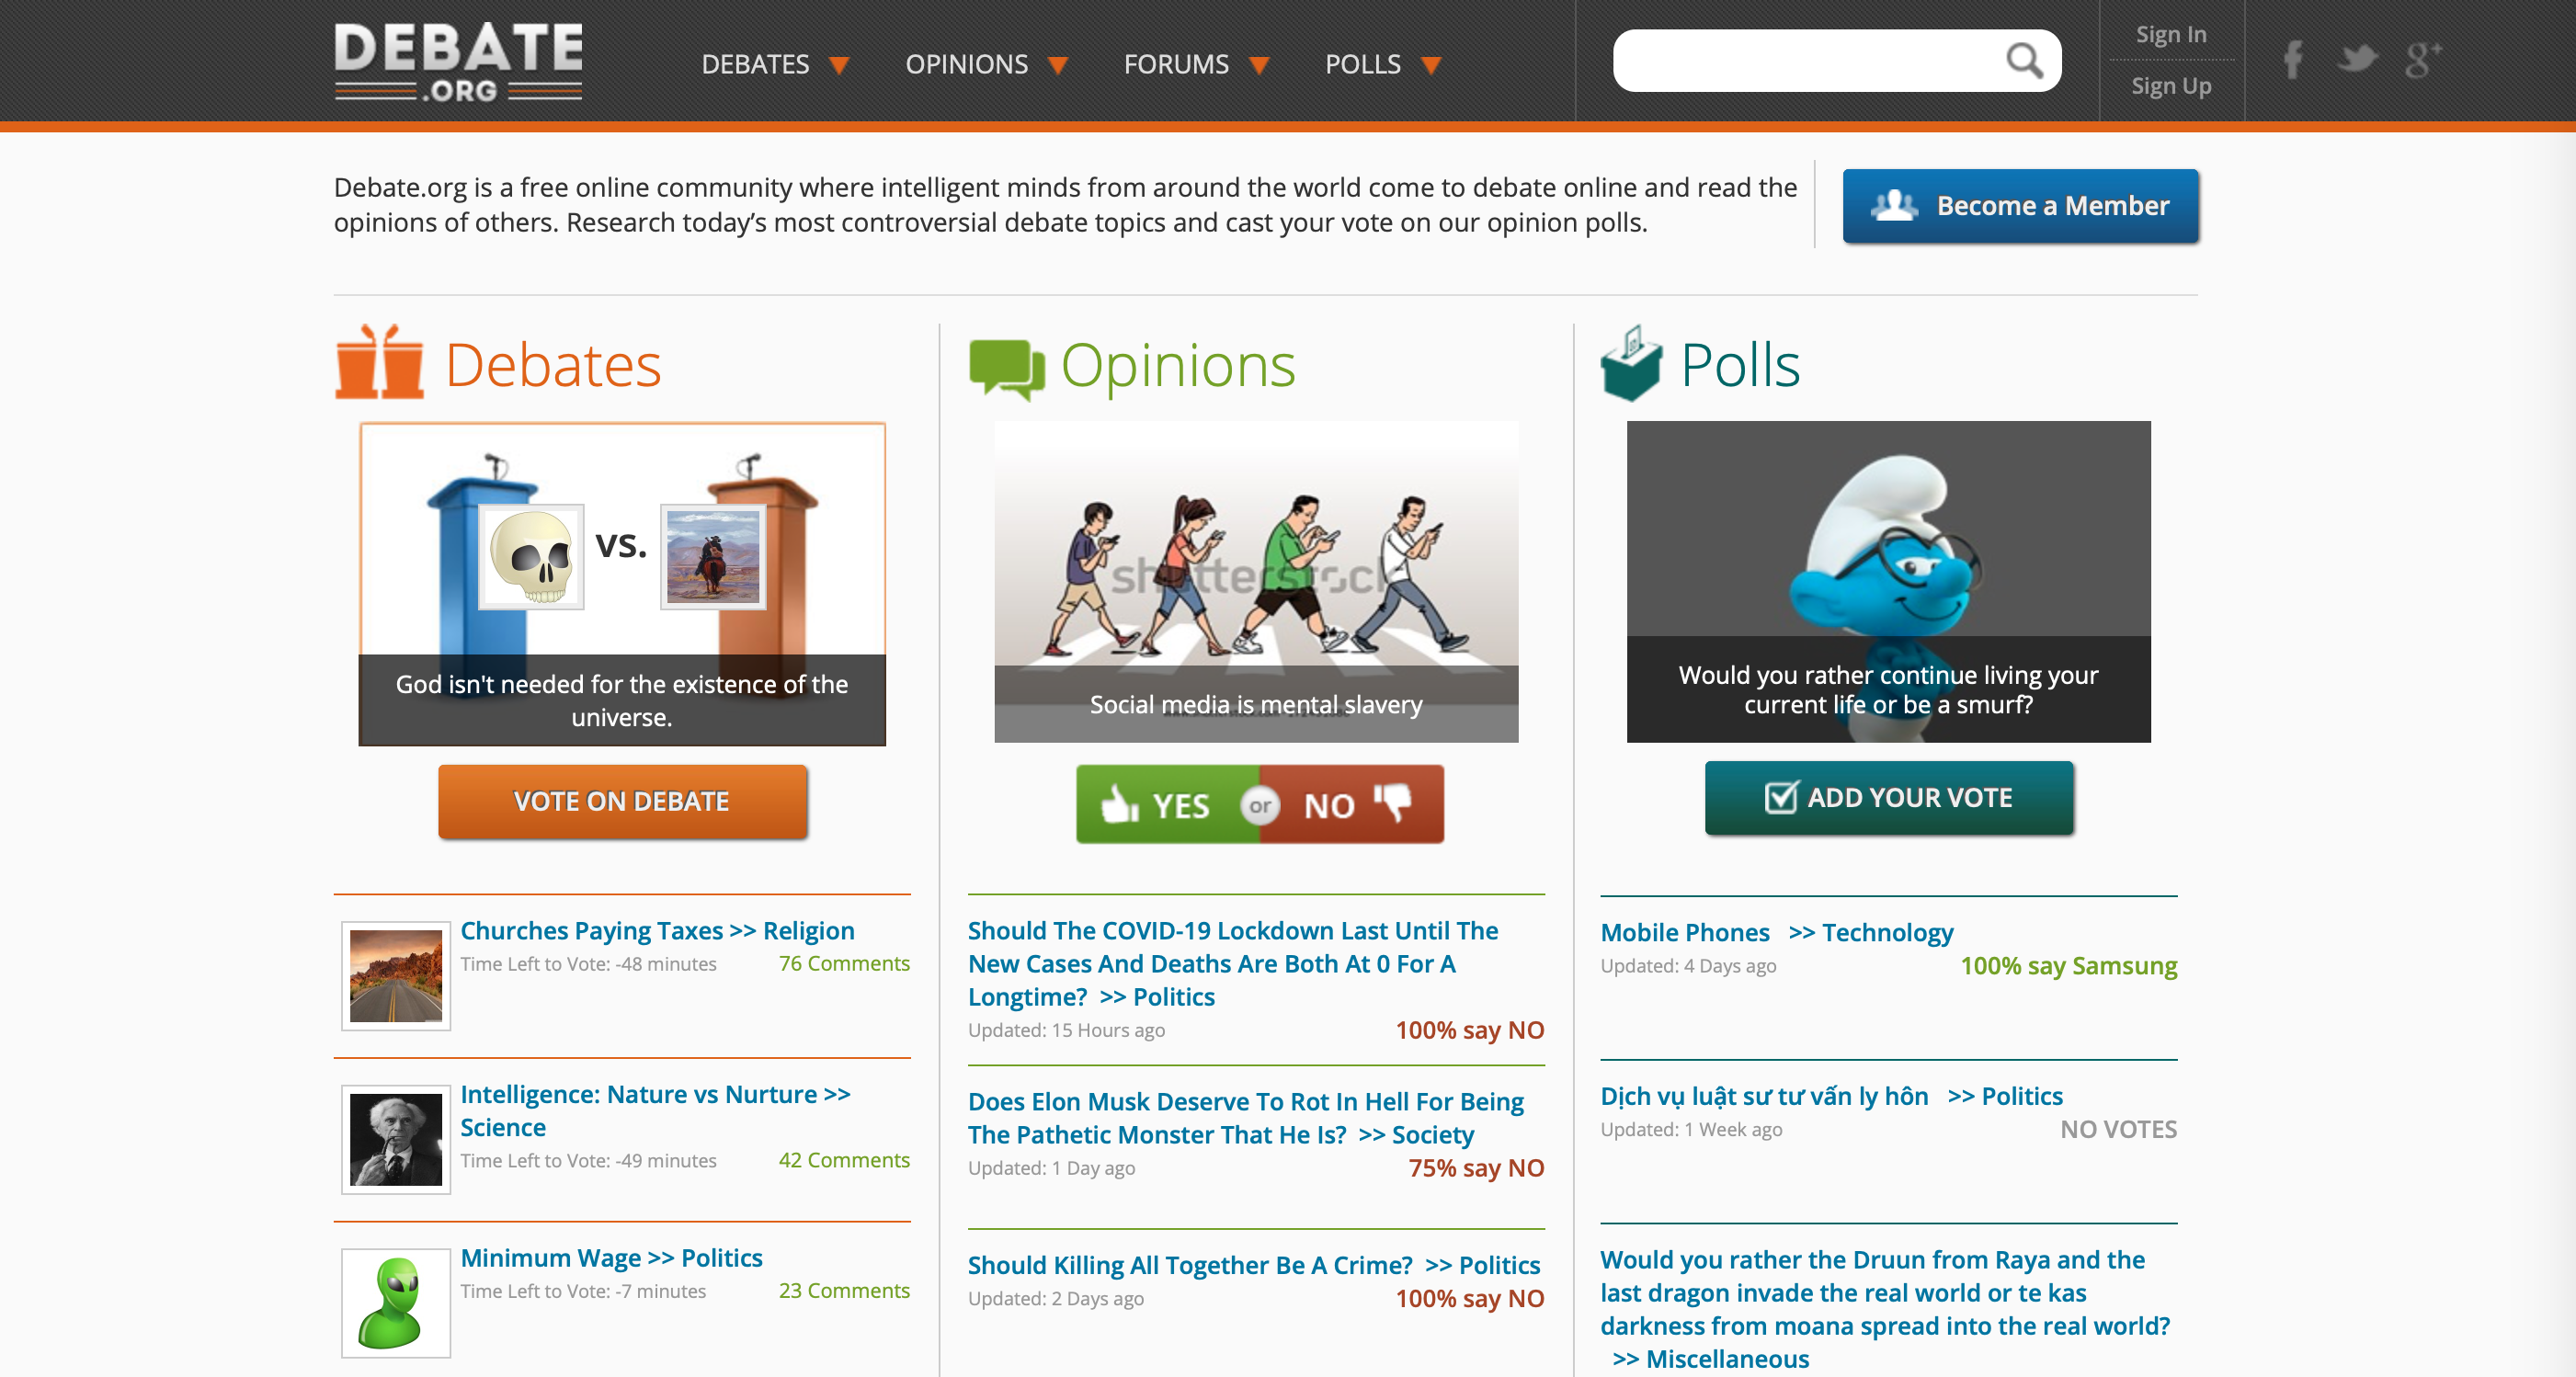 DEBATE
.ORG
DEBATES
OPINIONS
FORUMS
POLLS
Sign In
Sign Up
g+
Debate.org is a free online community where intelligent minds from around the world come to debate online and read the
opinions of others. Research today’s most controversial debate topics and cast your vote on our opinion polls.
Become a Member
Debates
vs.
God isn't needed for the existence of the
universe.
VOTE ON DEBATE
Churches Paying Taxes >> Religion
Time Left to Vote: -48 minutes 76 Comments
Intelligence: Nature vs Nurture >>
Science
Time Left to Vote: -49 minutes 42 Comments
Minimum Wage >> Politics
Time Left to Vote: -7 minutes 23 Comments
Opinions
shutterstock
Social media is mental slavery
YES or NO
Should The COVID-19 Lockdown Last Until The
New Cases And Deaths Are Both At 0 For A
Longtime? >> Politics
Updated: 15 Hours ago 100% say NO
Does Elon Musk Deserve To Rot In Hell For Being
The Pathetic Monster That He Is? >> Society
Updated: 1 Day ago 75% say NO
Should Killing All Together Be A Crime? >> Politics
Updated: 2 Days ago 100% say NO
Polls
Would you rather continue living your
current life or be a smurf?
ADD YOUR VOTE
Mobile Phones >> Technology
Updated: 4 Days ago 100% say Samsung
Dịch vụ luật sư tư vấn ly hôn >> Politics
Updated: 1 Week ago NO VOTES
Would you rather the Druun from Raya and the
last dragon invade the real world or te kas
darkness from moana spread into the real world?
>> Miscellaneous